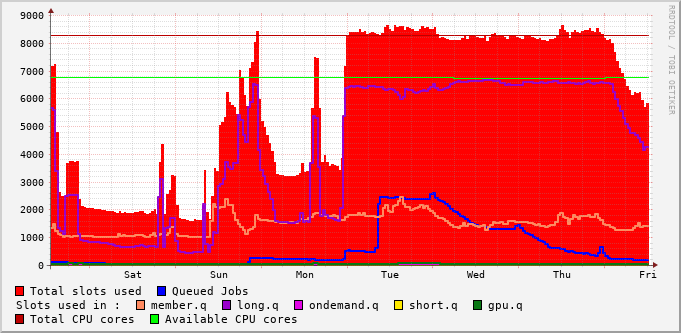 9000
8000
7000
6000
5000
4000
3000
2000
1000
0
Sat Sun Mon Tue Wed Thu Fri
RRDTOOL / TOBI OETIKER
Total slots used Queued Jobs
Slots used in : member.q long.q ondemand.q short.q gpu.q
Total CPU cores Available CPU cores